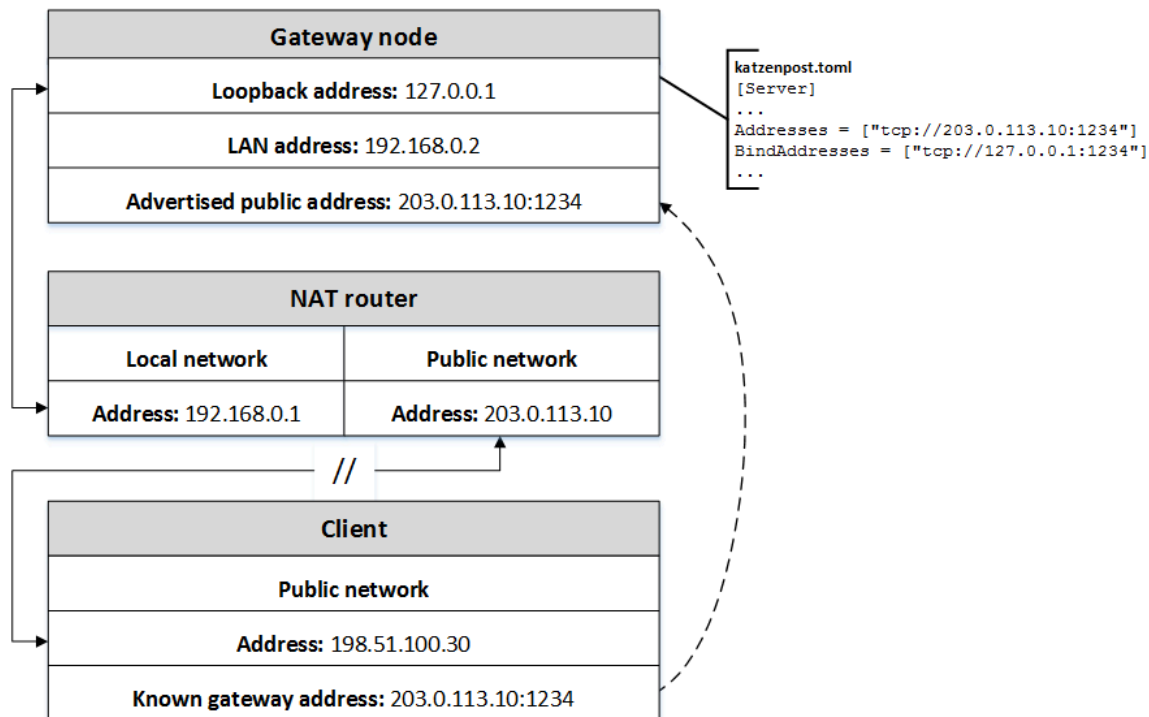 Gateway node
Loopback address: 127.0.0.1
LAN address: 192.168.0.2
Advertised public address: 203.0.113.10:1234
katzenpost.toml
[Server]
...
Addresses = ["tcp://203.0.113.10:1234"]
BindAddresses = ["tcp://127.0.0.1:1234"]
...
NAT router
Local network
Public network
Address: 192.168.0.1
Address: 203.0.113.10
//
Client
Public network
Address: 198.51.100.30
Known gateway address: 203.0.113.10:1234